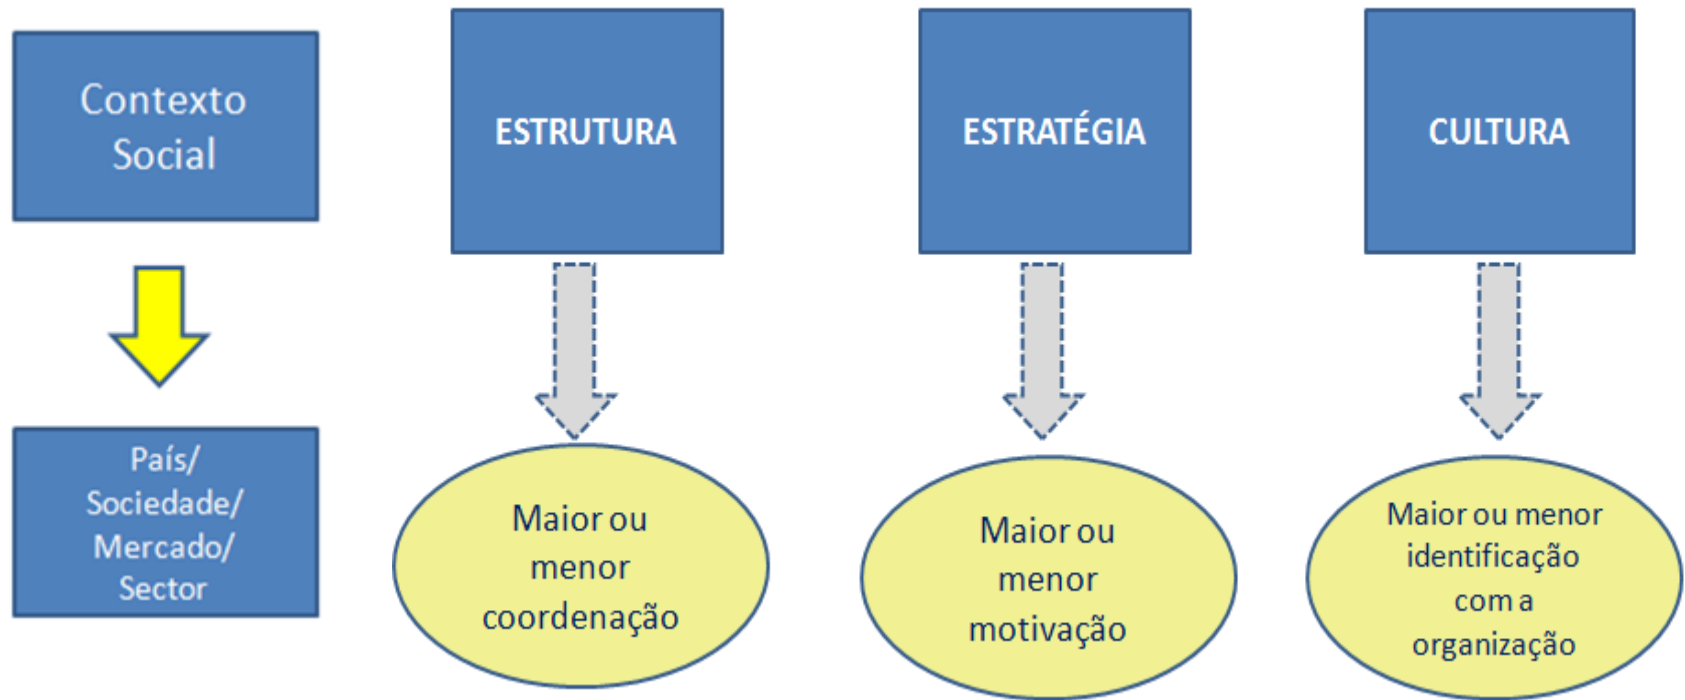 Contexto
Social
País/
Sociedade/
Mercado/
Sector
ESTRUTURA
Maior ou
menor
coordenação
ESTRATÉGIA
Maior ou
menor
motivação
CULTURA
Maior ou menor
identificação
com a
organização